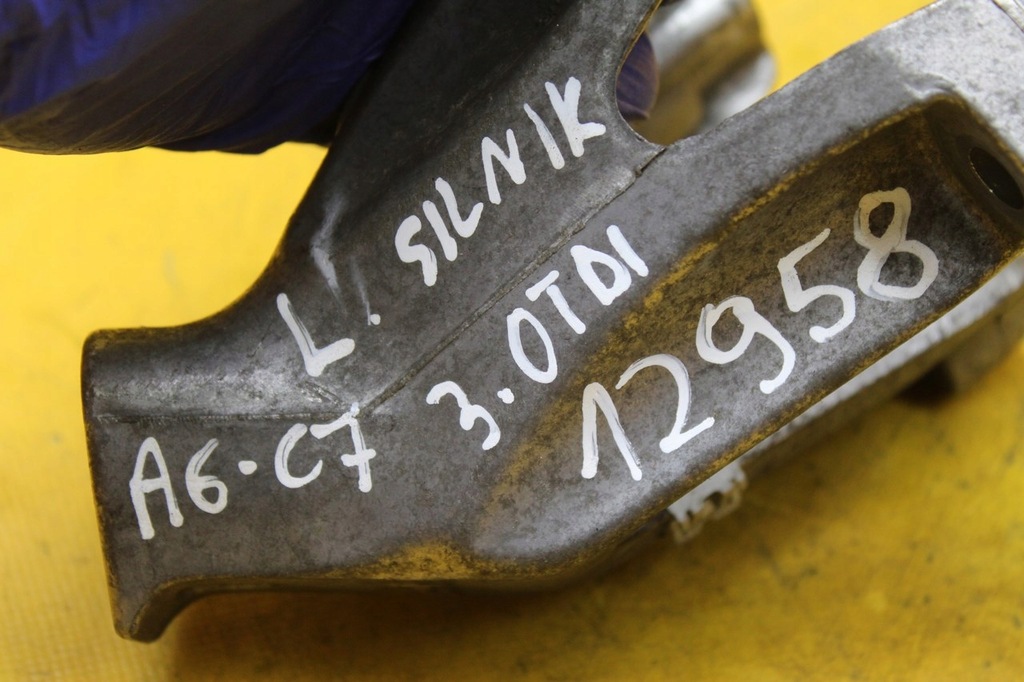 L. SILNIK
A6·C7 3.0TDI
12958